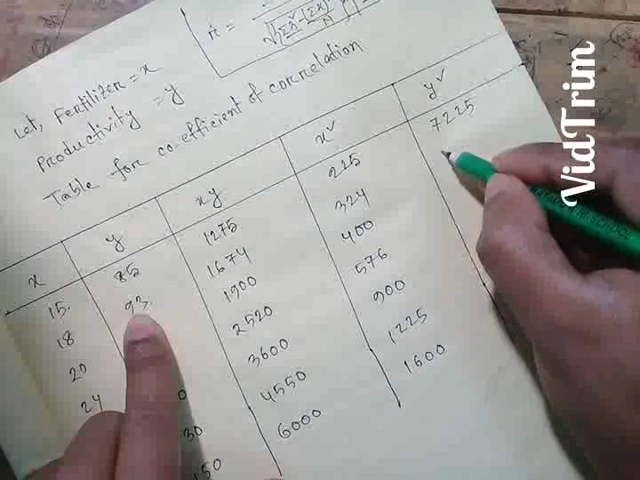 r =
Let, Fertilizer = x
Productivity = y
Table for co-efficient of correlation
x y xy x² y²
15. 85 1275 225 7225
18 93. 1674 324
20 1900 400
24 2520 576
3600 900
30 4550 1225
150 6000 1600
VidTrim